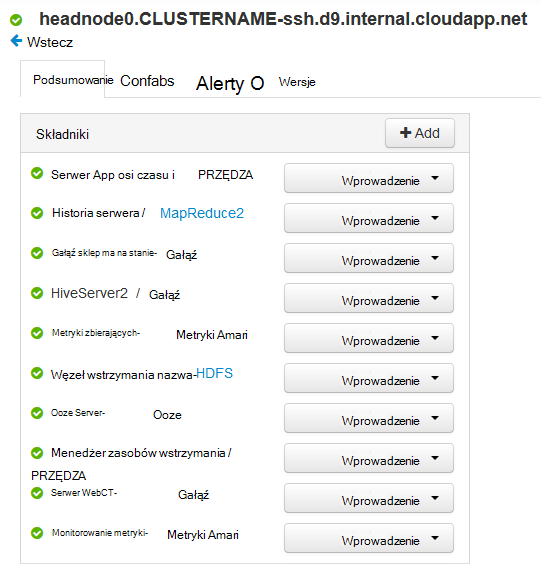 headnode0.CLUSTERNAME-ssh.d9.internal.cloudapp.net
Wstecz
Podsumowanie Confabs Alerty O Wersje
Składniki + Add
Serwer App osi czasu i PRZĘDZA Wprowadzenie
Historia serwera / MapReduce2 Wprowadzenie
Gałąź sklep ma na stanie- Gałąź Wprowadzenie
HiveServer2 / Gałąź Wprowadzenie
Metryki zbierających- Metryki Amari Wprowadzenie
Węzeł wstrzymania nazwa-HDFS Wprowadzenie
Ooze Server- Ooze Wprowadzenie
Menedżer zasobów wstrzymania / Wprowadzenie
PRZĘDZA
Serwer WebCT- Gałąź Wprowadzenie
Monitorowanie metryki- Metryki Amari Wprowadzenie